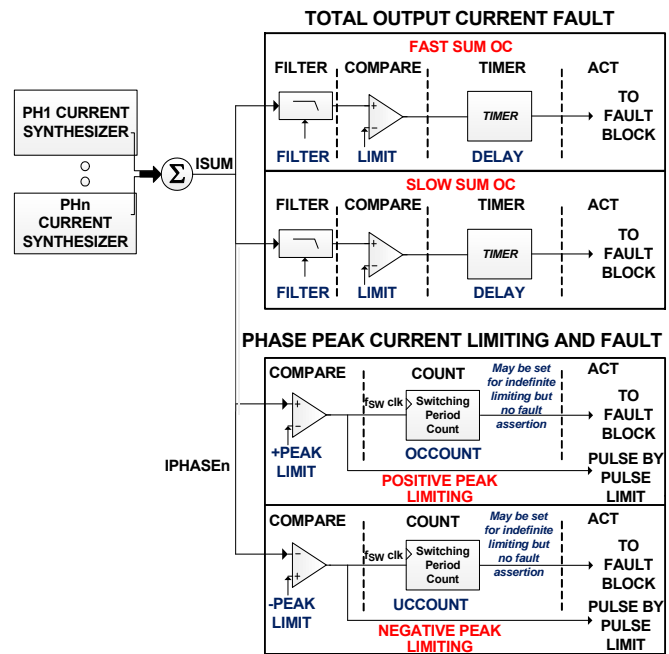 TOTAL OUTPUT CURRENT FAULT
FAST SUM OC
FILTER
COMPARE
TIMER
ACT
PH1 CURRENT
SYNTHESIZER
PHn
CURRENT
SYNTHESIZER
Σ
ISUM
+
−
TIMER
TO
FAULT
BLOCK
FILTER
LIMIT
DELAY
SLOW SUM OC
FILTER
COMPARE
TIMER
ACT
+
−
TIMER
TO
FAULT
BLOCK
FILTER
LIMIT
DELAY
PHASE PEAK CURRENT LIMITING AND FAULT
COMPARE
COUNT
May be set
for indefinite
limiting but
no fault
assertion
ACT
+
−
fSW clk
Switching
Period
Count
TO
FAULT
BLOCK
+PEAK
LIMIT
OCCOUNT
IPHASEn
POSITIVE PEAK
LIMITING
PULSE BY
PULSE
LIMIT
COMPARE
COUNT
May be set
for indefinite
limiting but
no fault
assertion
ACT
−
+
fSW clk
Switching
Period
Count
TO
FAULT
BLOCK
-PEAK
LIMIT
UCCOUNT
NEGATIVE PEAK
LIMITING
PULSE BY
PULSE
LIMIT